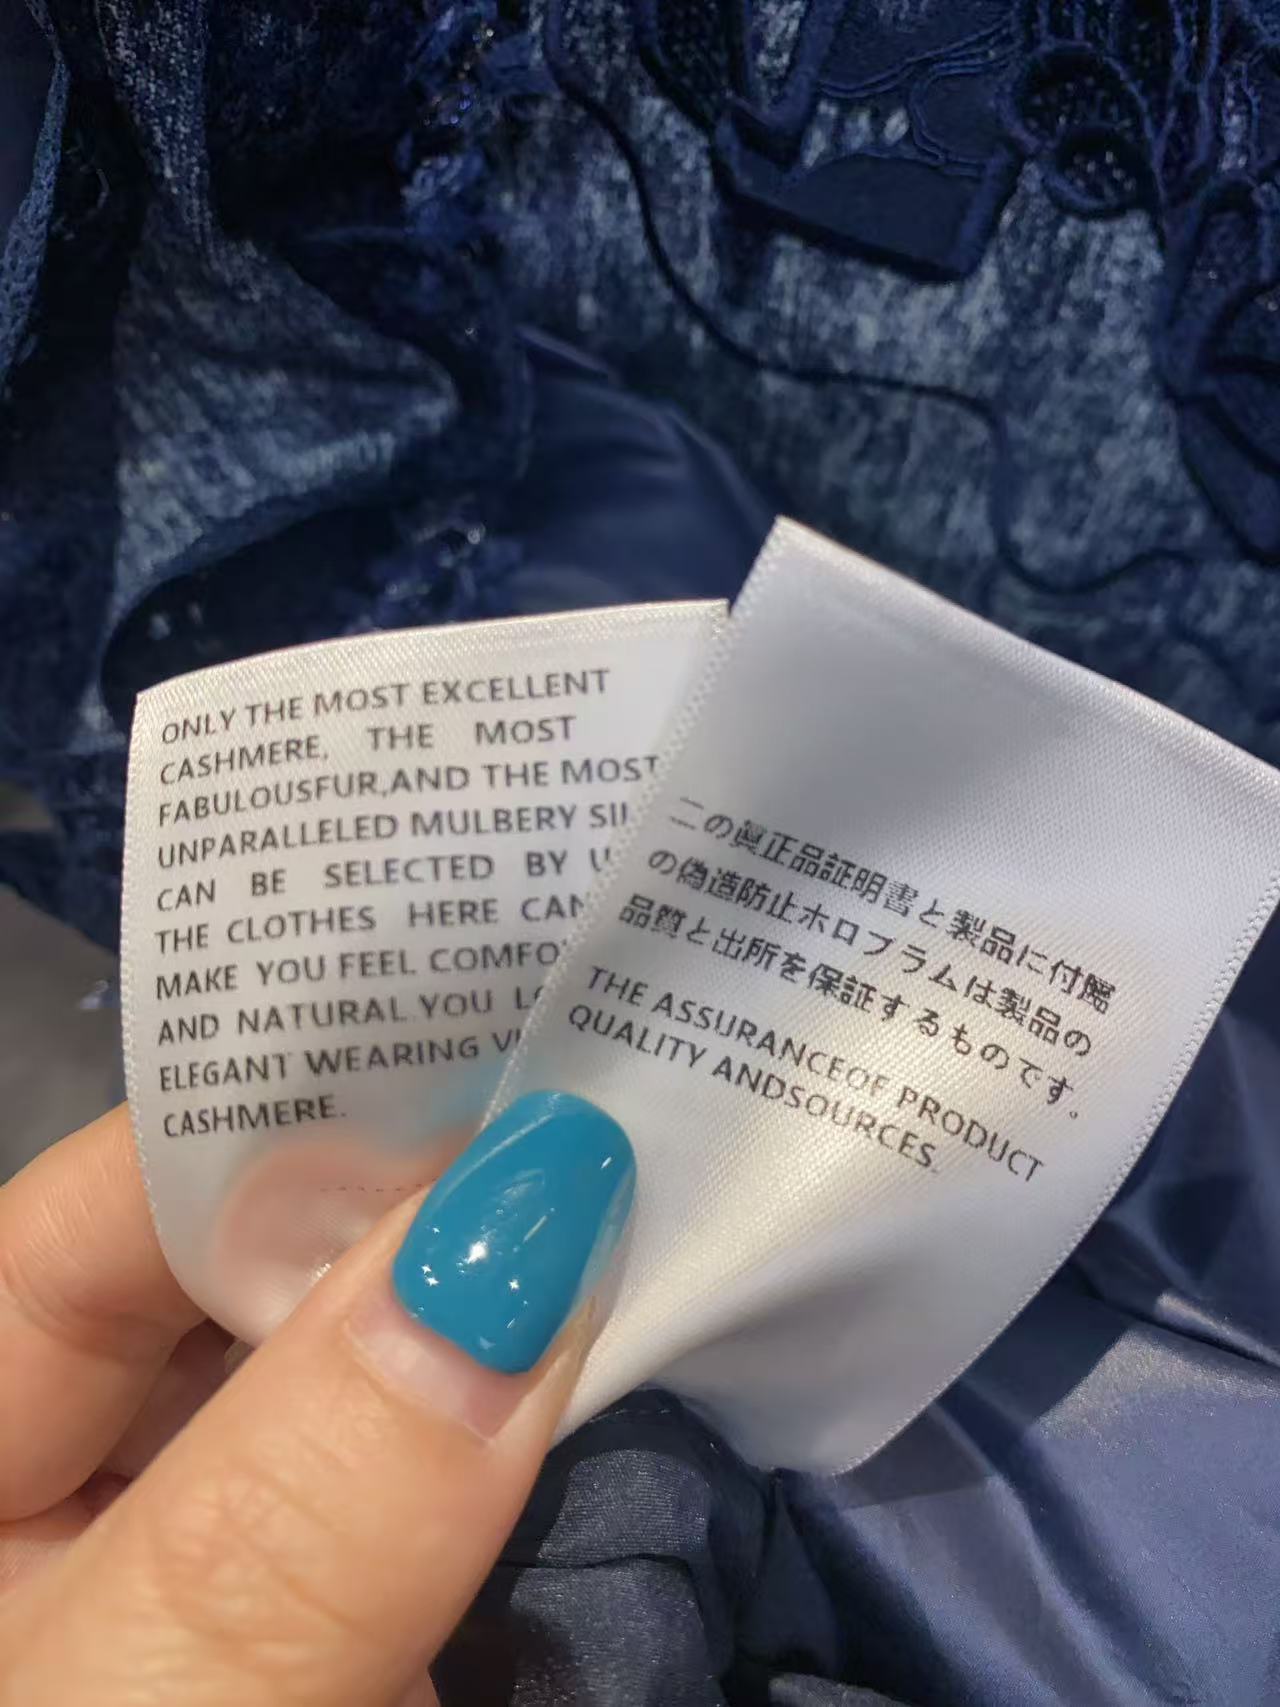 ONLY THE MOST EXCELLENT
CASHMERE, THE MOST
FABULOUSFUR,AND THE MOST
UNPARALLELED MULBERY
CAN BE SELECTED BY
THE CLOTHES HERE CAN
MAKE YOU FEEL
AND NATURAL.YOU
ELEGANT WEARING
CASHMERE.
二の眞正品証明書と製品に付屬
の偽造防止ホロプラムは製品の
品質と出所を保証するものです。
THE ASSURANCEOF PRODUCT
QUALITY ANDSOURCES.